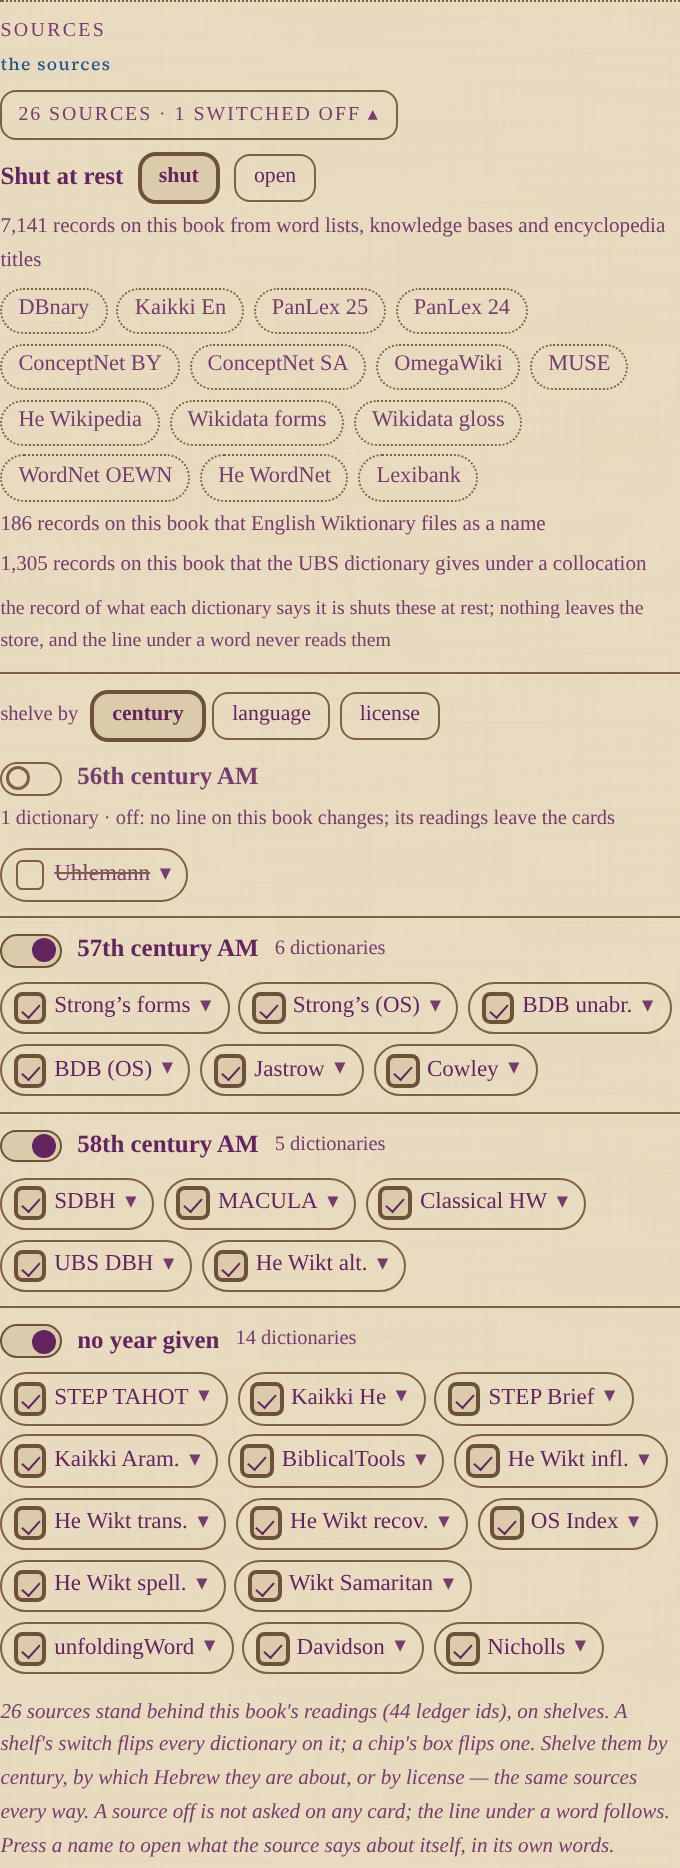 SOURCES
the sources
26 SOURCES · 1 SWITCHED OFF ▴
Shut at rest shut open
7,141 records on this book from word lists, knowledge bases and encyclopedia
titles
DBnary Kaikki En PanLex 25 PanLex 24
ConceptNet BY ConceptNet SA OmegaWiki MUSE
He Wikipedia Wikidata forms Wikidata gloss
WordNet OEWN He WordNet Lexibank
186 records on this book that English Wiktionary files as a name
1,305 records on this book that the UBS dictionary gives under a collocation
the record of what each dictionary says it is shuts these at rest; nothing leaves the
store, and the line under a word never reads them
shelve by century language license
56th century AM
1 dictionary · off: no line on this book changes; its readings leave the cards
Uhlemann ▾
57th century AM 6 dictionaries
Strong’s forms ▾ Strong’s (OS) ▾ BDB unabr. ▾
BDB (OS) ▾ Jastrow ▾ Cowley ▾
58th century AM 5 dictionaries
SDBH ▾ MACULA ▾ Classical HW ▾
UBS DBH ▾ He Wikt alt. ▾
no year given 14 dictionaries
STEP TAHOT ▾ Kaikki He ▾ STEP Brief ▾
Kaikki Aram. ▾ BiblicalTools ▾ He Wikt infl. ▾
He Wikt trans. ▾ He Wikt recov. ▾ OS Index ▾
He Wikt spell. ▾ Wikt Samaritan ▾
unfoldingWord ▾ Davidson ▾ Nicholls ▾
26 sources stand behind this book's readings (44 ledger ids), on shelves. A
shelf's switch flips every dictionary on it; a chip's box flips one. Shelve them by
century, by which Hebrew they are about, or by license — the same sources
every way. A source off is not asked on any card; the line under a word follows.
Press a name to open what the source says about itself, in its own words.